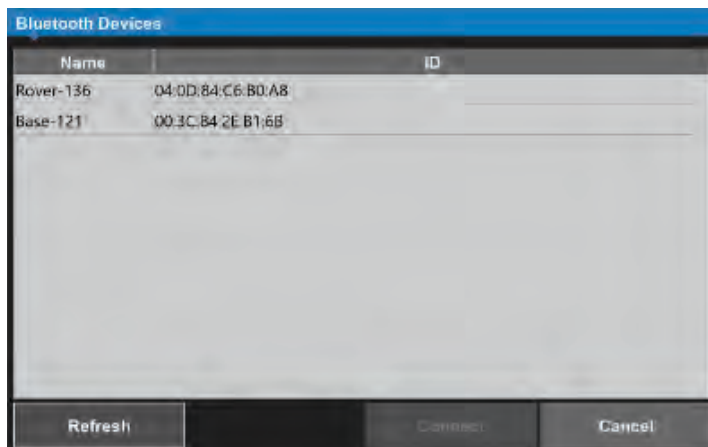 Bluetooth Devices
Name ID
Rover-136 04:0D:84:C6:B0:A8
Base-121 00:3C:84:2E:B1:6B
Refresh Connect Cancel